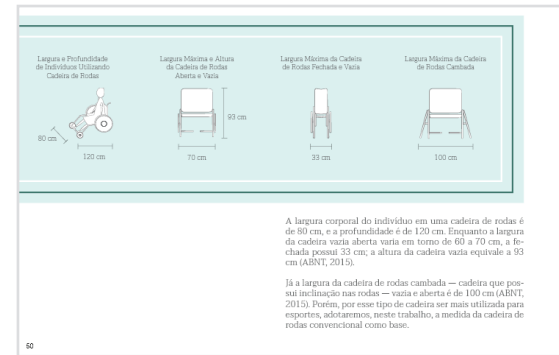 Largura e Profundidade
de Indivíduos Utilizando
Cadeira de Rodas
80 cm
120 cm
Largura Máxima e Altura
da Cadeira de Rodas
Aberta e Vazia
93 cm
70 cm
Largura Máxima da Cadeira
de Rodas Fechada e Vazia
33 cm
Largura Máxima da Cadeira
de Rodas Cambada
100 cm
A largura corporal do indivíduo em uma cadeira de rodas é
de 80 cm, e a profundidade é de 120 cm. Enquanto a largura
da cadeira vazia aberta varia em torno de 60 a 70 cm, a fe-
chada possui 33 cm; a altura da cadeira vazia equivale a 93
cm (ABNT, 2015).
Já a largura da cadeira de rodas cambada — cadeira que pos-
sui inclinação nas rodas — vazia e aberta é de 100 cm (ABNT,
2015). Porém, por esse tipo de cadeira ser mais utilizada para
esportes, adotaremos, neste trabalho, a medida da cadeira de
rodas convencional como base.
50